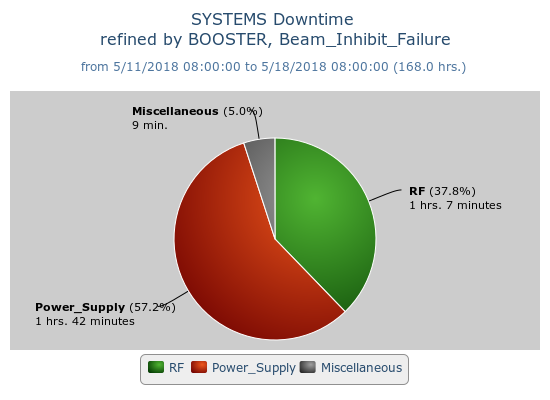 SYSTEMS Downtime
refined by BOOSTER, Beam_Inhibit_Failure
from 5/11/2018 08:00:00 to 5/18/2018 08:00:00 (168.0 hrs.)
Miscellaneous (5.0%)
9 min.
RF (37.8%)
1 hrs. 7 minutes
Power_Supply (57.2%)
1 hrs. 42 minutes
RF Power_Supply Miscellaneous